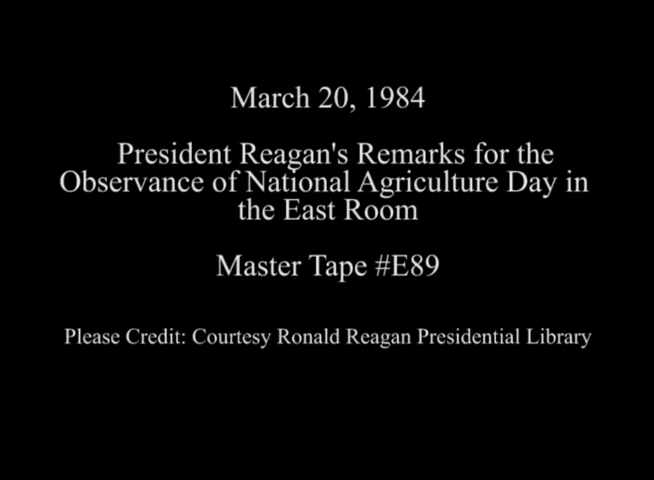 March 20, 1984
President Reagan's Remarks for the
Observance of National Agriculture Day in
the East Room
Master Tape #E89
Please Credit: Courtesy Ronald Reagan Presidential Library